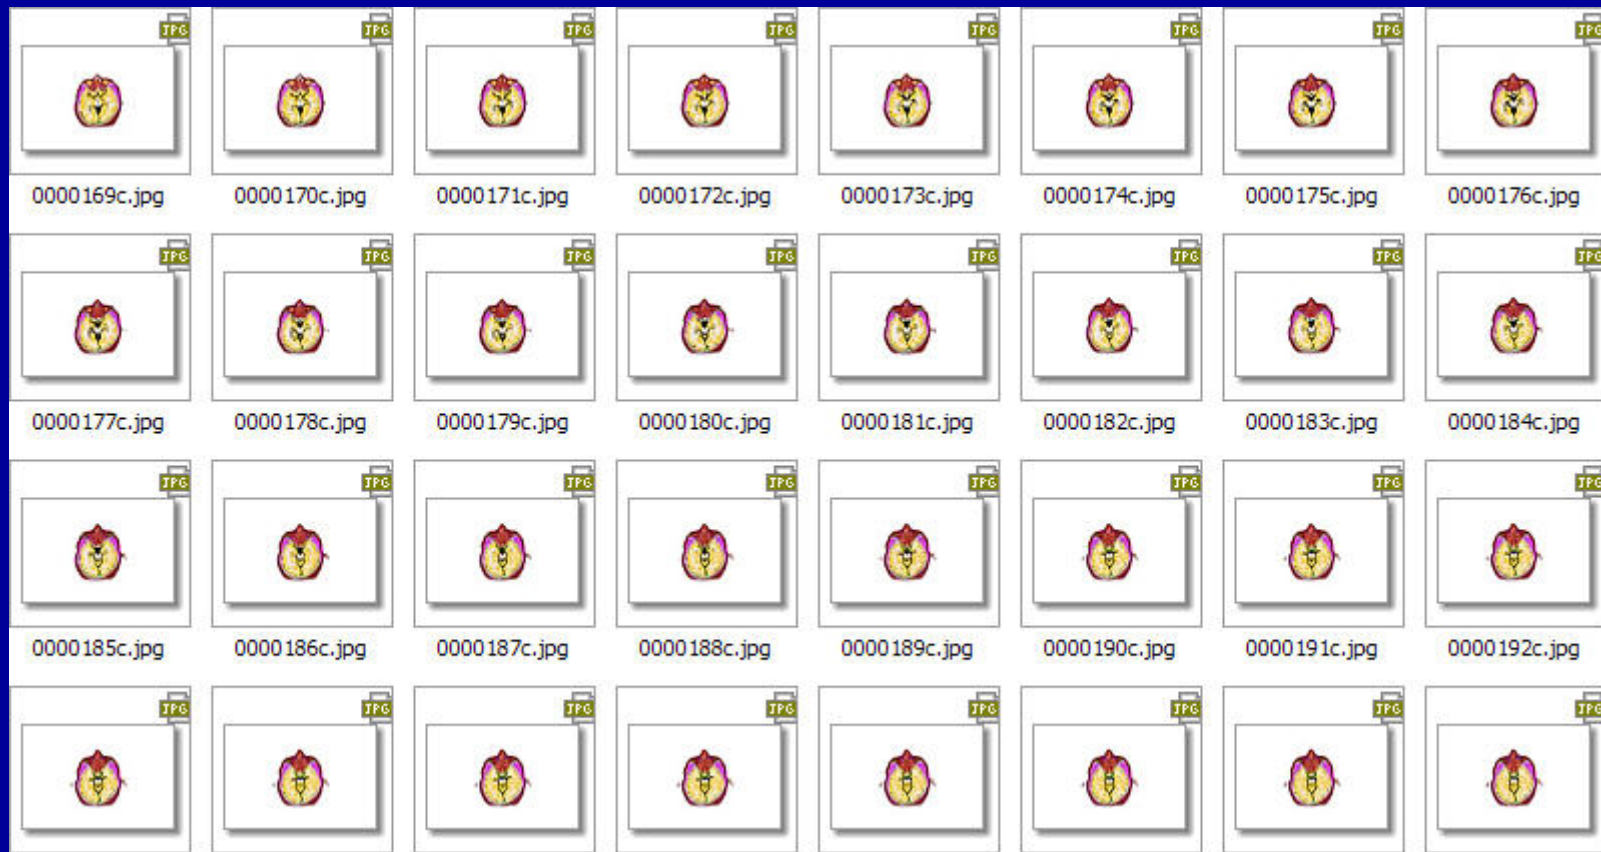 JPG JPG JPG JPG JPG JPG JPG JPG
0000169c.jpg 0000170c.jpg 0000171c.jpg 0000172c.jpg 0000173c.jpg 0000174c.jpg 0000175c.jpg 0000176c.jpg
JPG JPG JPG JPG JPG JPG JPG JPG
0000177c.jpg 0000178c.jpg 0000179c.jpg 0000180c.jpg 0000181c.jpg 0000182c.jpg 0000183c.jpg 0000184c.jpg
JPG JPG JPG JPG JPG JPG JPG JPG
0000185c.jpg 0000186c.jpg 0000187c.jpg 0000188c.jpg 0000189c.jpg 0000190c.jpg 0000191c.jpg 0000192c.jpg
JPG JPG JPG JPG JPG JPG JPG JPG